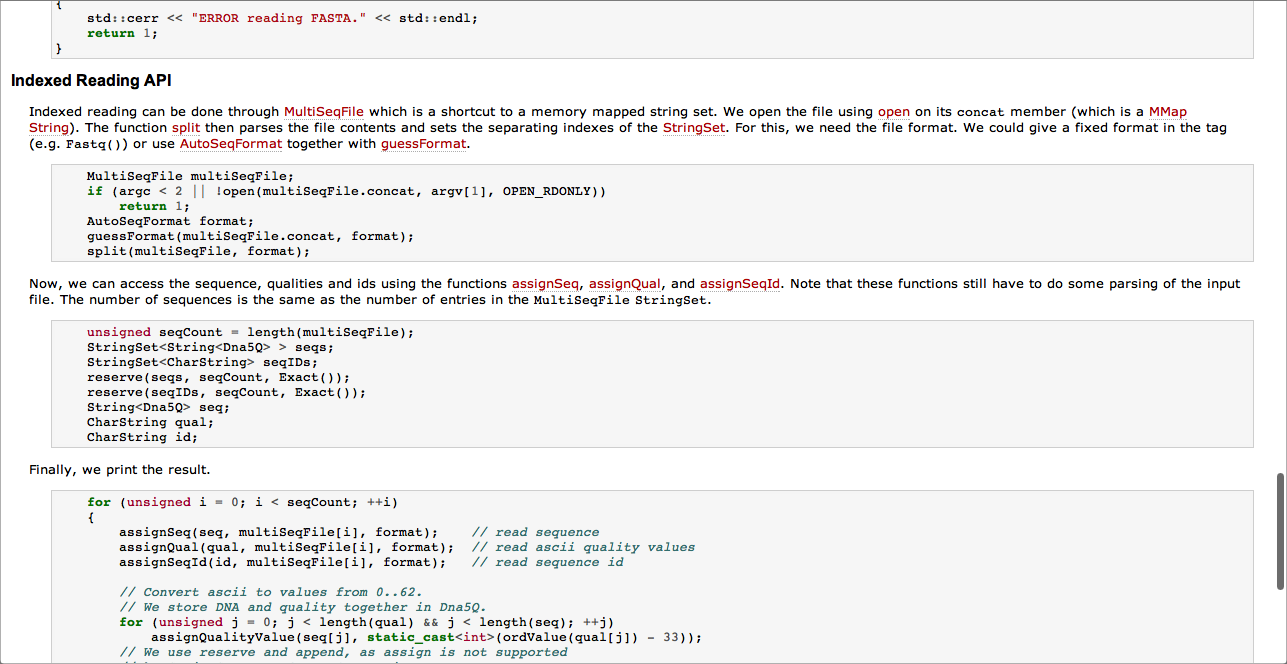 {
std::cerr << "ERROR reading FASTA." << std::endl;
return 1;
}
Indexed Reading API
Indexed reading can be done through MultiSeqFile which is a shortcut to a memory mapped string set. We open the file using open on its concat member (which is a MMap
String). The function split then parses the file contents and sets the separating indexes of the StringSet. For this, we need the file format. We could give a fixed format in the tag
(e.g. Fastq()) or use AutoSeqFormat together with guessFormat.
MultiSeqFile multiSeqFile;
if (argc < 2 || !open(multiSeqFile.concat, argv[1], OPEN_RDONLY))
return 1;
AutoSeqFormat format;
guessFormat(multiSeqFile.concat, format);
split(multiSeqFile, format);
Now, we can access the sequence, qualities and ids using the functions assignSeq, assignQual, and assignSeqId. Note that these functions still have to do some parsing of the input
file. The number of sequences is the same as the number of entries in the MultiSeqFile StringSet.
unsigned seqCount = length(multiSeqFile);
StringSet<String<Dna5Q> > seqs;
StringSet<CharString> seqIDs;
reserve(seqs, seqCount, Exact());
reserve(seqIDs, seqCount, Exact());
String<Dna5Q> seq;
CharString qual;
CharString id;
Finally, we print the result.
for (unsigned i = 0; i < seqCount; ++i)
{
assignSeq(seq, multiSeqFile[i], format);    // read sequence
assignQual(qual, multiSeqFile[i], format);  // read ascii quality values
assignSeqId(id, multiSeqFile[i], format);   // read sequence id
// Convert ascii to values from 0..62.
// We store DNA and quality together in Dna5Q.
for (unsigned j = 0; j < length(qual) && j < length(seq); ++j)
assignQualityValue(seq[j], static_cast<int>(ordValue(qual[j]) - 33));
// We use reserve and append, as assign is not supported